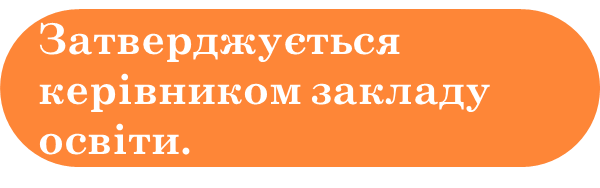 Затверджується
керівником закладу
освіти.